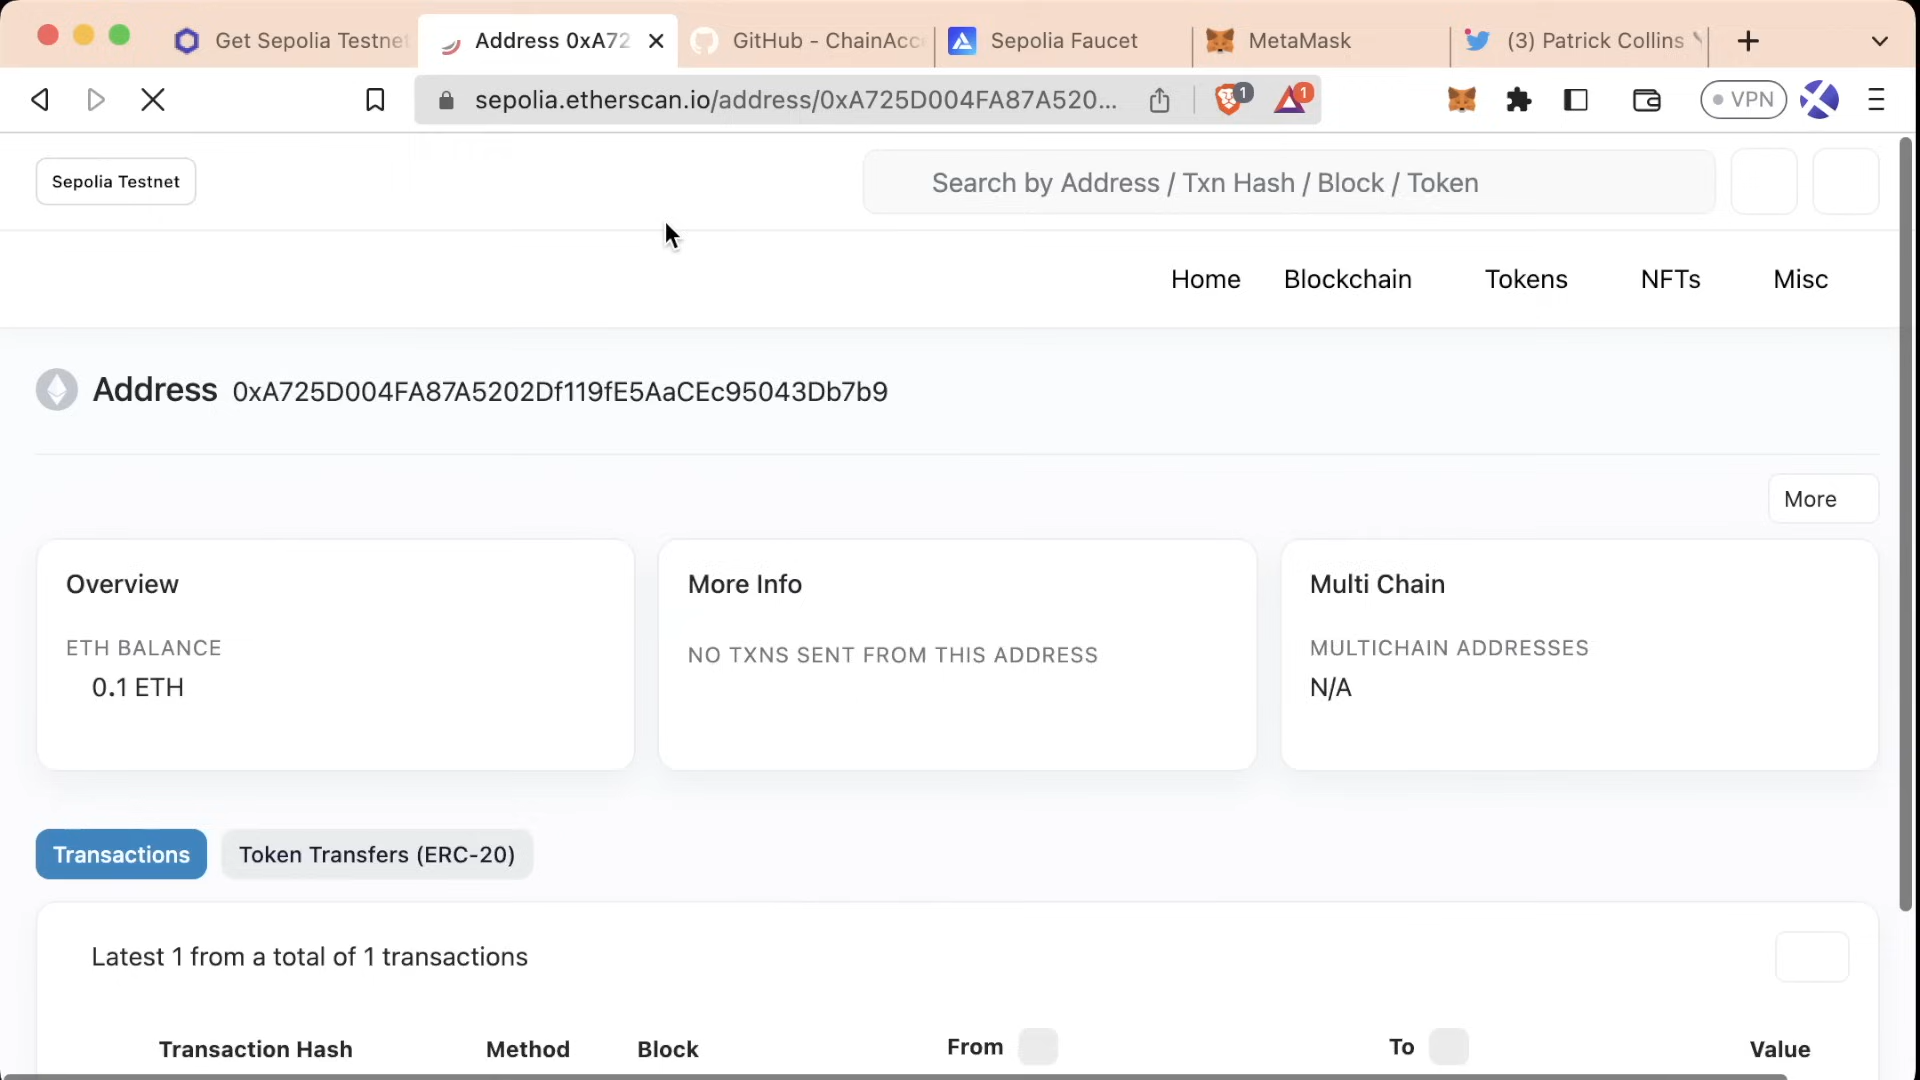 Get Sepolia Testnet
Address 0xA72
GitHub - ChainAcc
Sepolia Faucet
MetaMask
(3) Patrick Collins
sepolia.etherscan.io/address/0xA725D004FA87A520...
1
1
VPN
Sepolia Testnet
Search by Address / Txn Hash / Block / Token
Home
Blockchain
Tokens
NFTs
Misc
Address 0xA725D004FA87A5202Df119fE5AaCEc95043Db7b9
More
Overview
ETH BALANCE
0.1 ETH
More Info
NO TXNS SENT FROM THIS ADDRESS
Multi Chain
MULTICHAIN ADDRESSES
N/A
Transactions
Token Transfers (ERC-20)
Latest 1 from a total of 1 transactions
Transaction Hash
Method
Block
From
To
Value